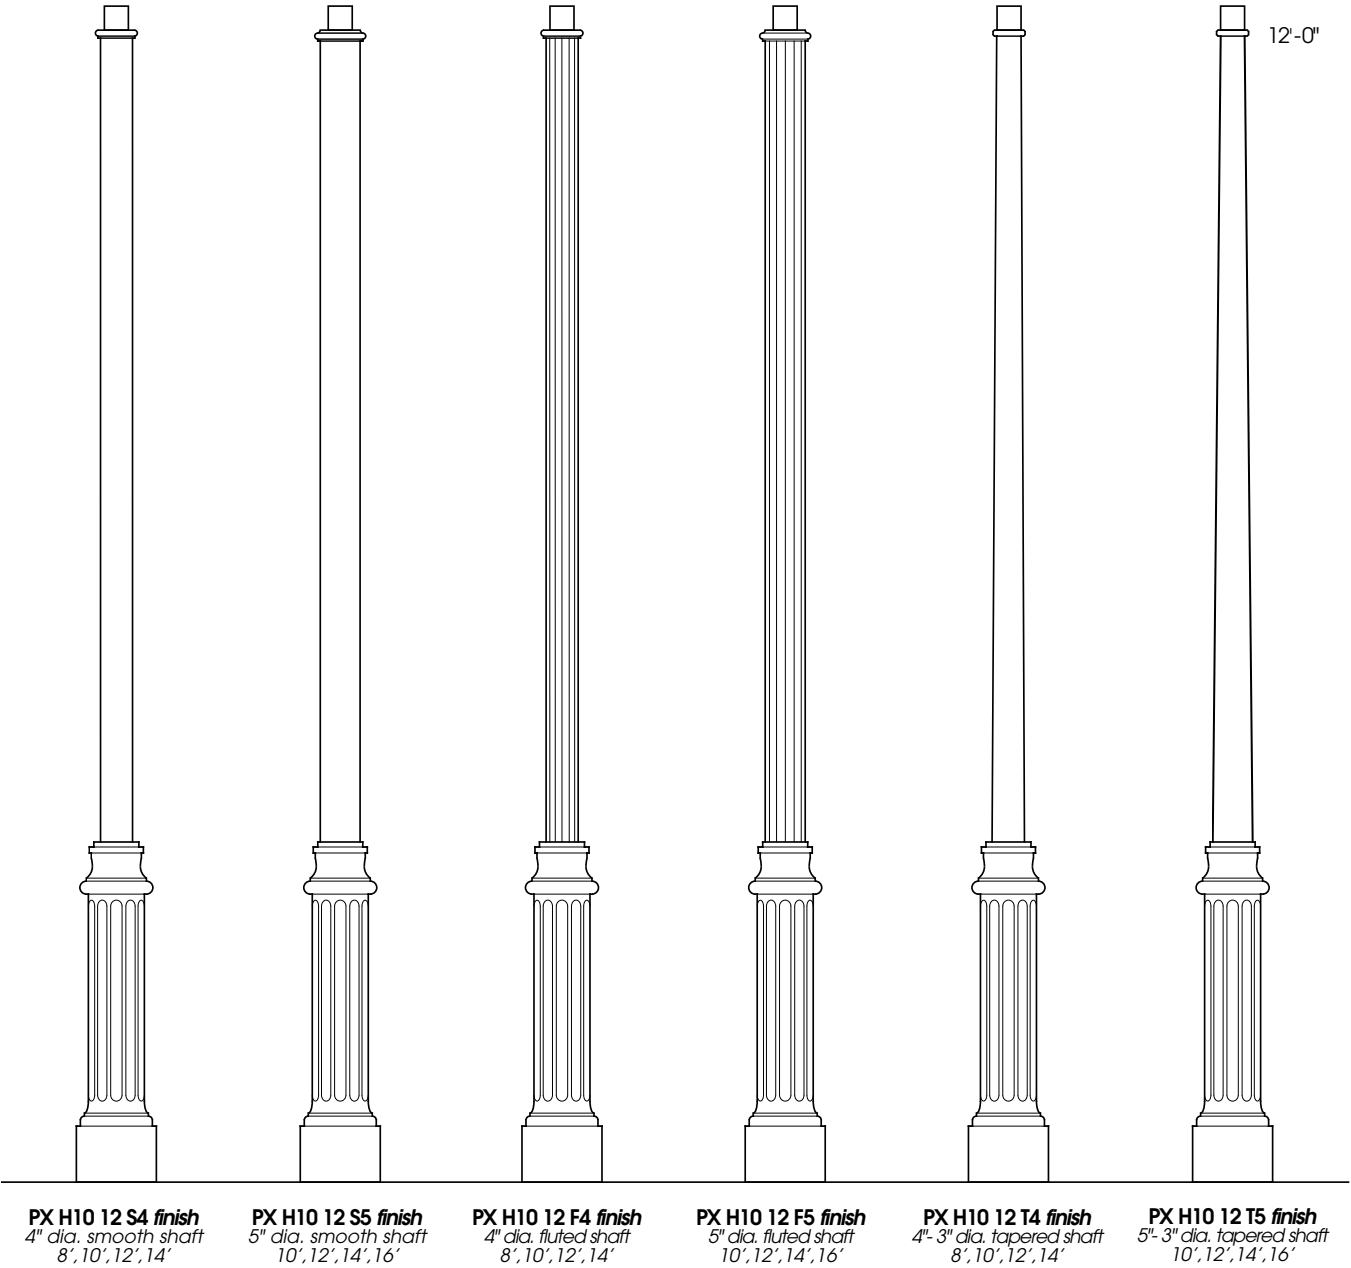 12'-0"
PX H10 12 S4 finish
4" dia. smooth shaft
8', 10', 12', 14'
PX H10 12 S5 finish
5" dia. smooth shaft
10', 12', 14', 16'
PX H10 12 F4 finish
4" dia. fluted shaft
8', 10', 12', 14'
PX H10 12 F5 finish
5" dia. fluted shaft
10', 12', 14', 16'
PX H10 12 T4 finish
4"- 3" dia. tapered shaft
8', 10', 12', 14'
PX H10 12 T5 finish
5"- 3" dia. tapered shaft
10', 12', 14', 16'